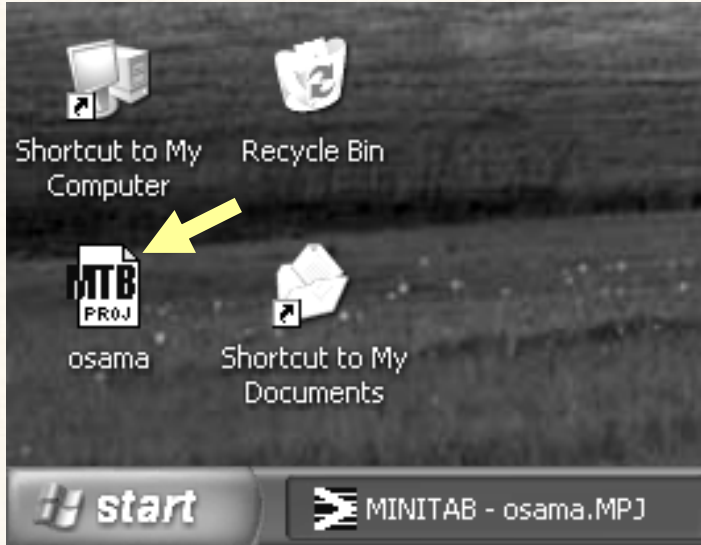 Shortcut to My
Computer
Recycle Bin
MTB
PROJ
osama
Shortcut to My
Documents
start
MINITAB - osama.MPJ